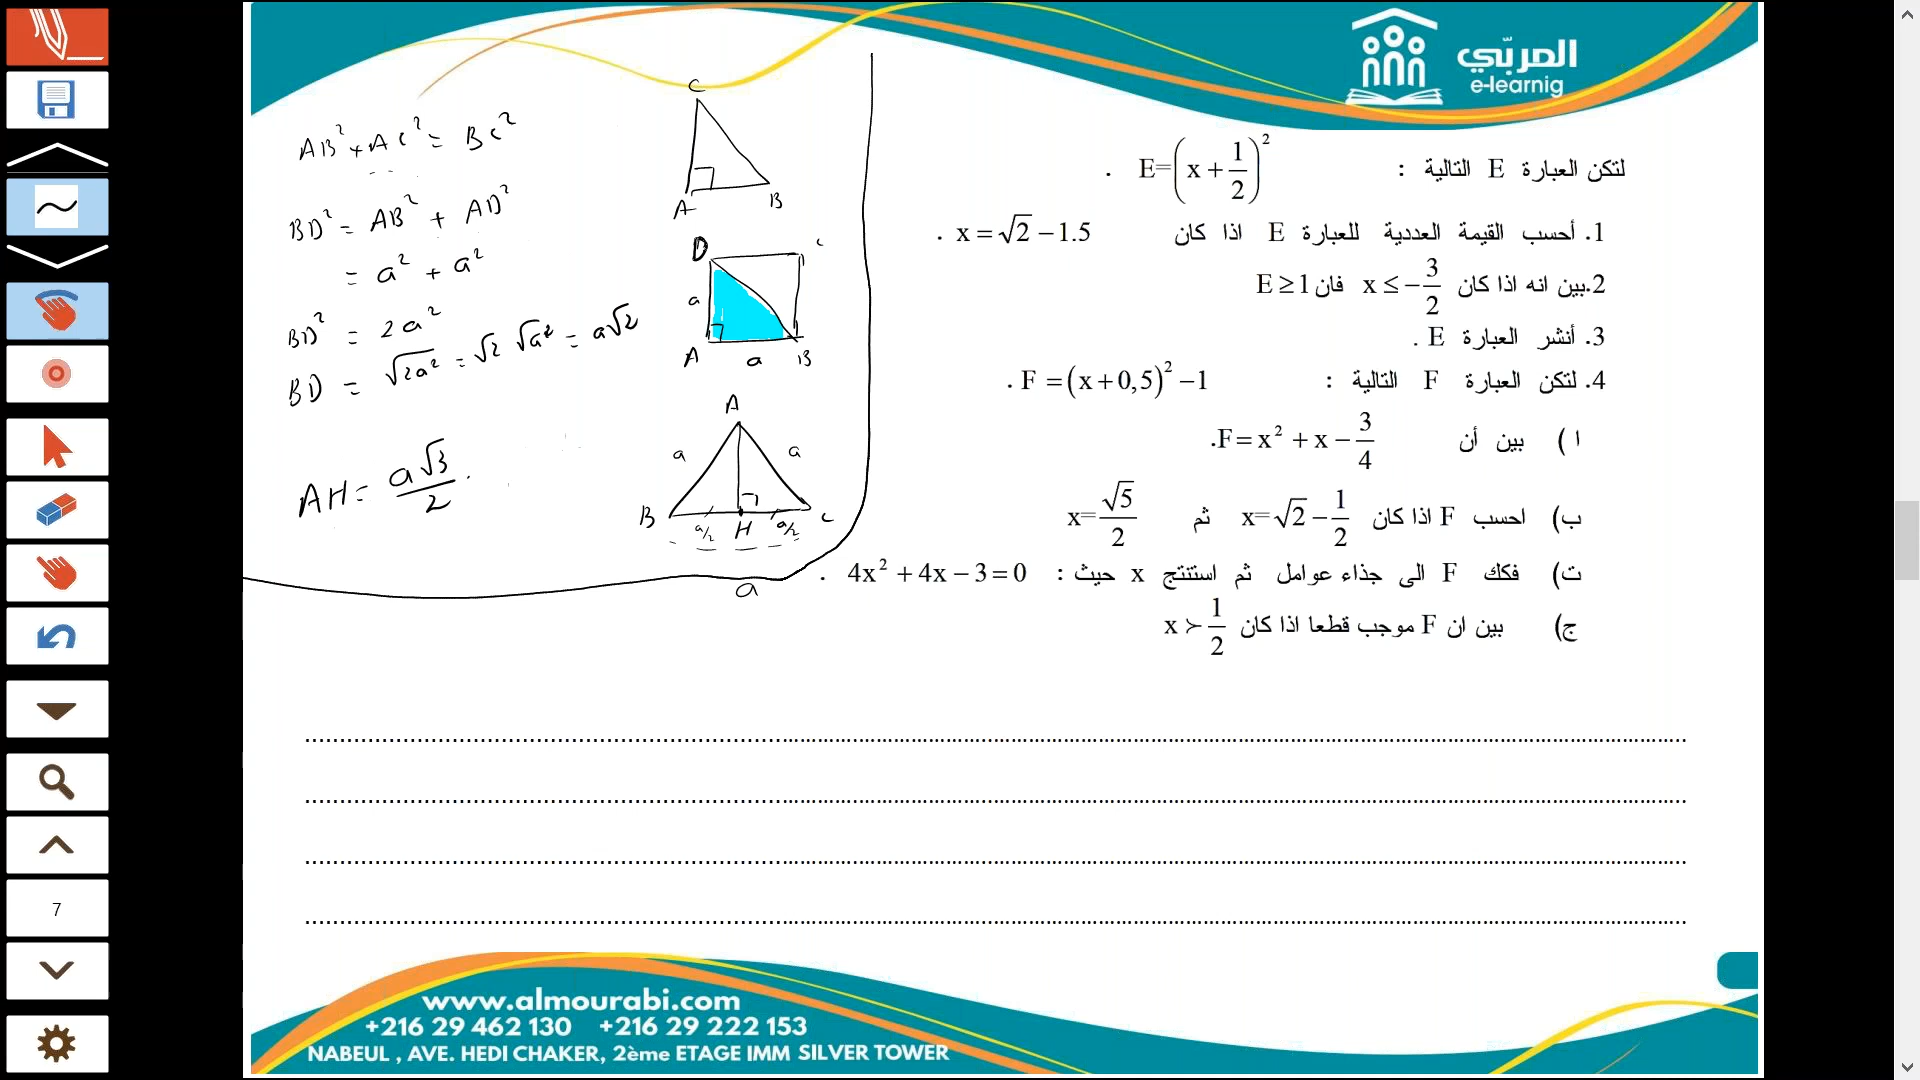 المربّي
e-learnig
لتكن العبارة E التالية : E=(x+1/2)² .
1. أحسب القيمة العددية للعبارة E اذا كان x=√2−1.5 .
2.بين انه اذا كان x≤−3/2 فان E≥1
3. أنشر العبارة E .
4. لتكن العبارة F التالية : F=(x+0,5)²−1 .
ا ) بين أن F=x²+x−3/4.
ب) احسب F اذا كان x=√2−1/2 ثم x=√5/2
ت) فكك F الى جذاء عوامل ثم استنتج x حيث : 4x²+4x−3=0 .
ج) بين ان F موجب قطعا اذا كان x≻1/2
AB²+AC²=BC²
BD²=AB²+AD²
=a²+a²
BD²=2a²
BD=√2a²=√2 √a²=a√2
AH=a√3/2.
C
A B
D c
a
A a B
A
a a
B a/2 H a/2 C
a
7
www.almourabi.com
+216 29 462 130 +216 29 222 153
NABEUL , AVE. HEDI CHAKER, 2ème ETAGE IMM SILVER TOWER